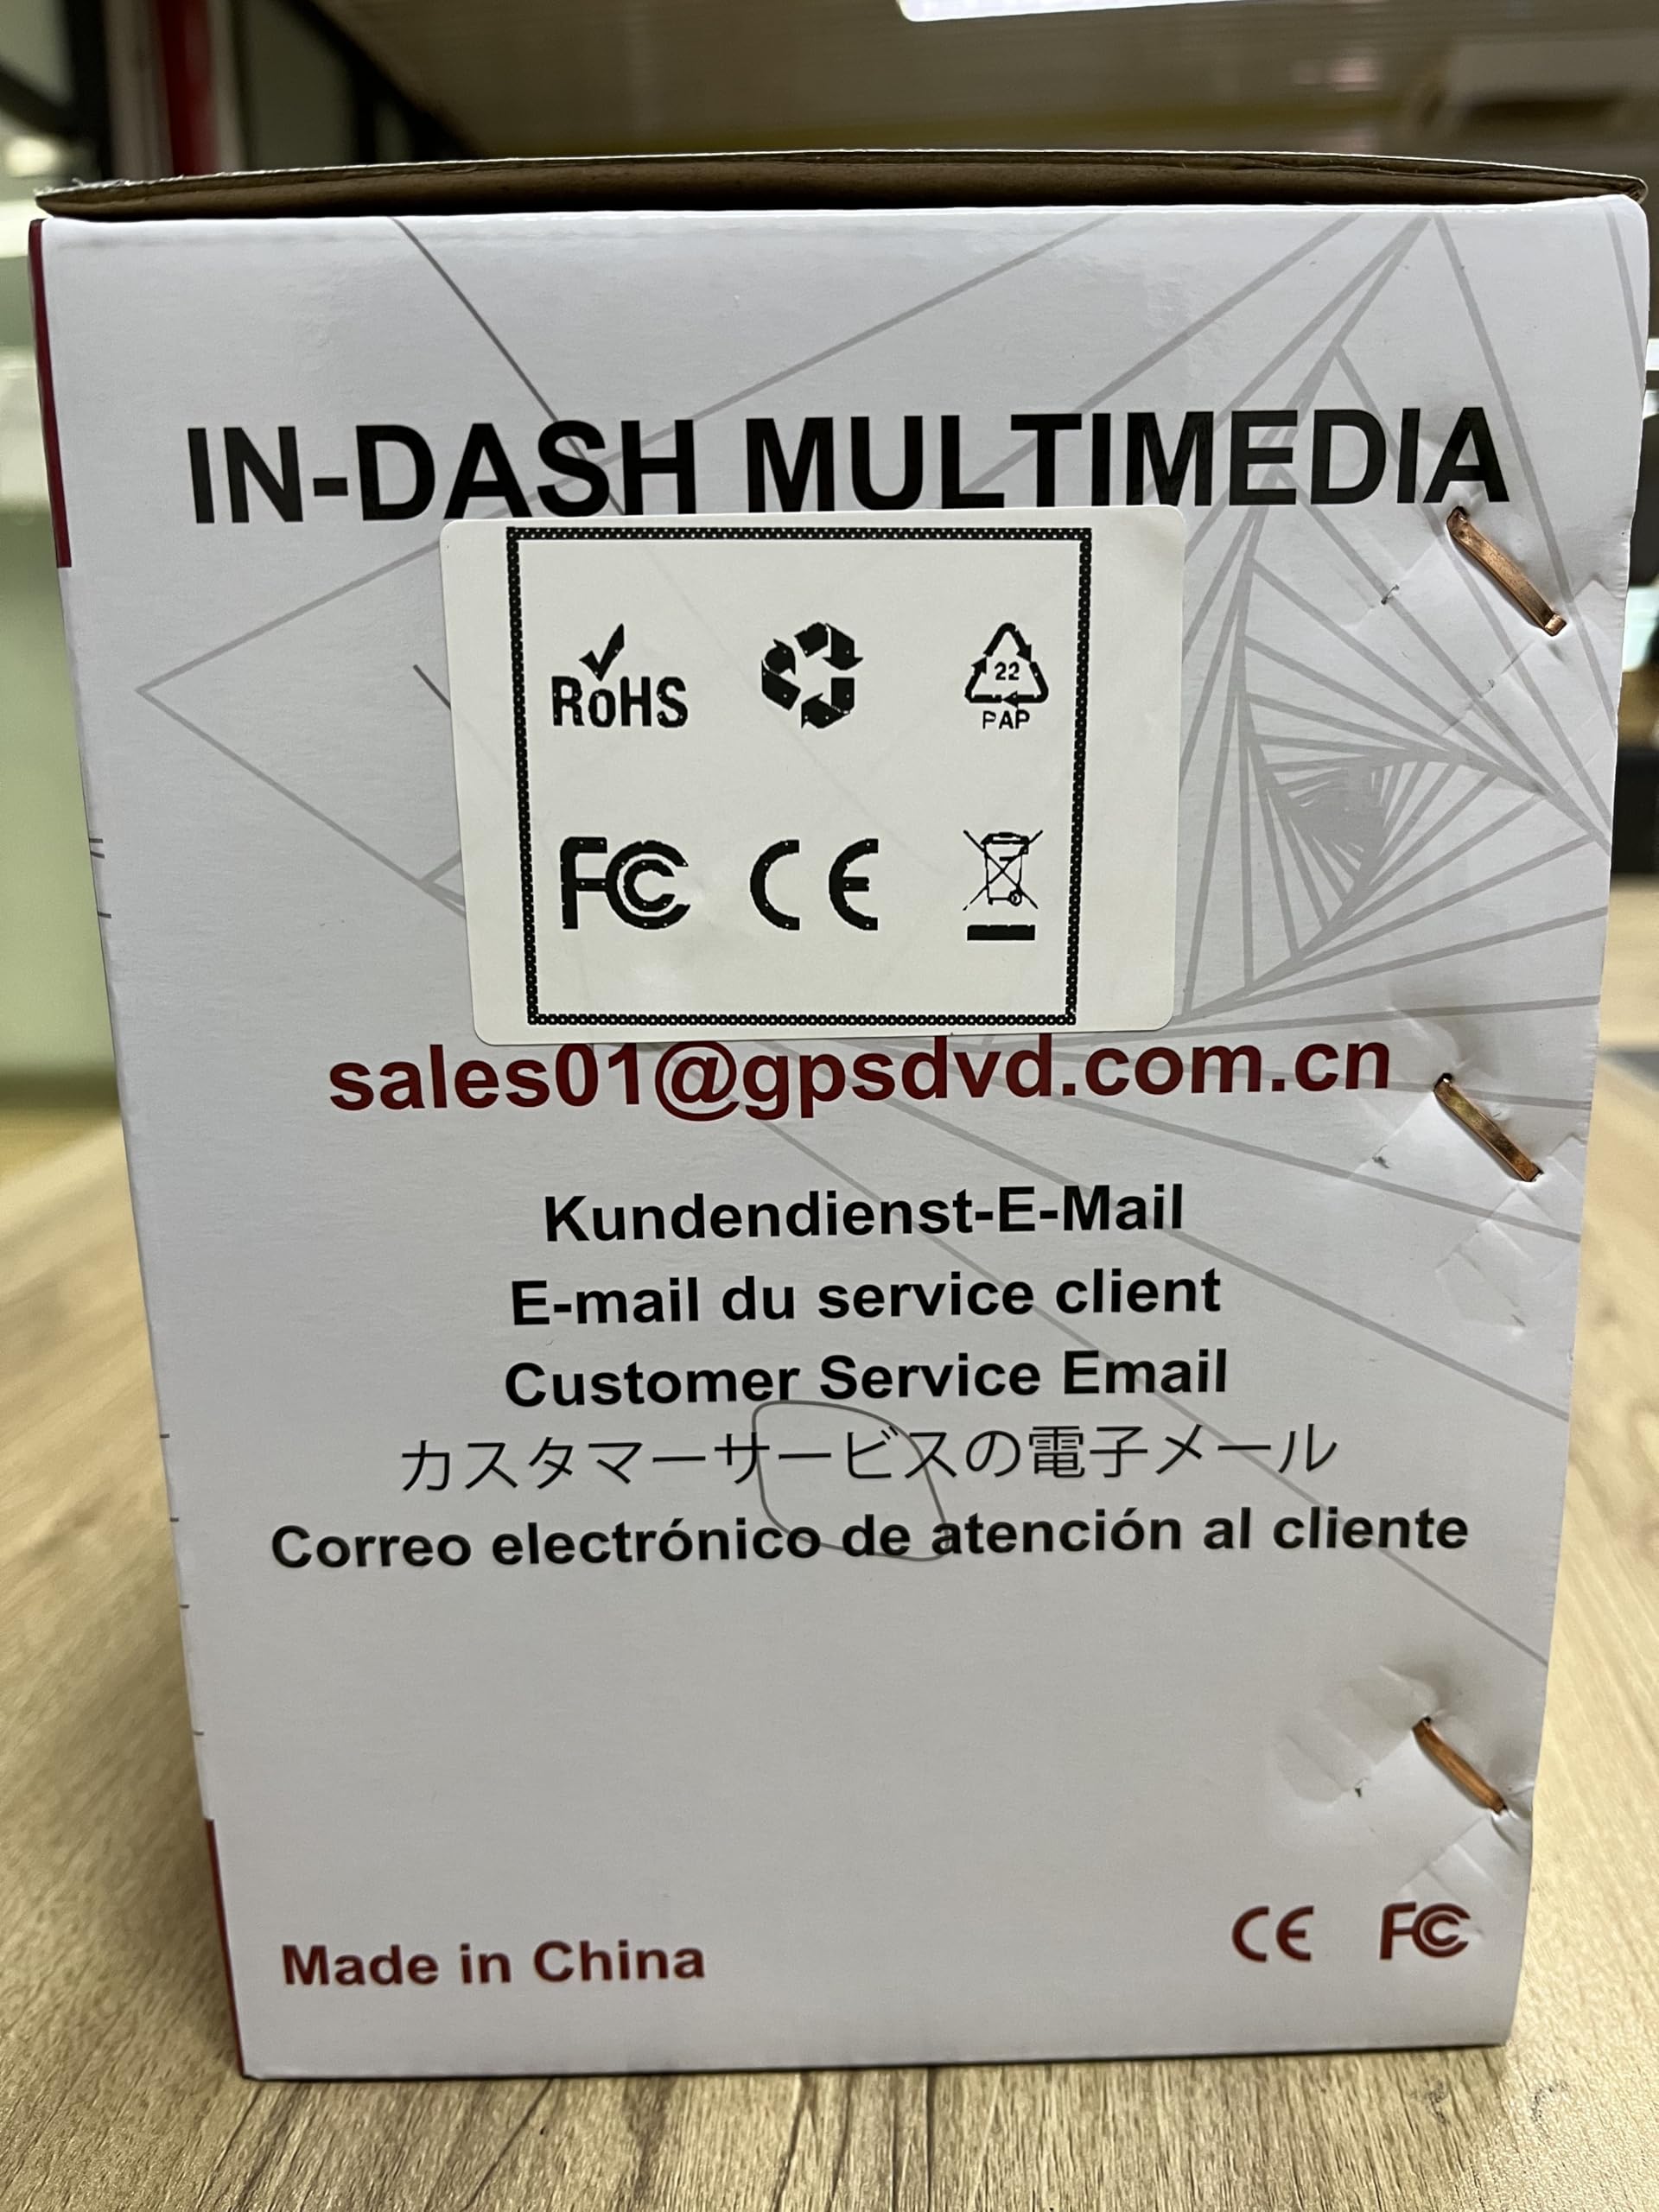 IN-DASH MULTIMEDIA
RoHS
22
PAP
FC CE
sales01@gpsdvd.com.cn
Kundendienst-E-Mail
E-mail du service client
Customer Service Email
カスタマーサービスの電子メール
Correo electrónico de atención al cliente
Made in China
CE FC